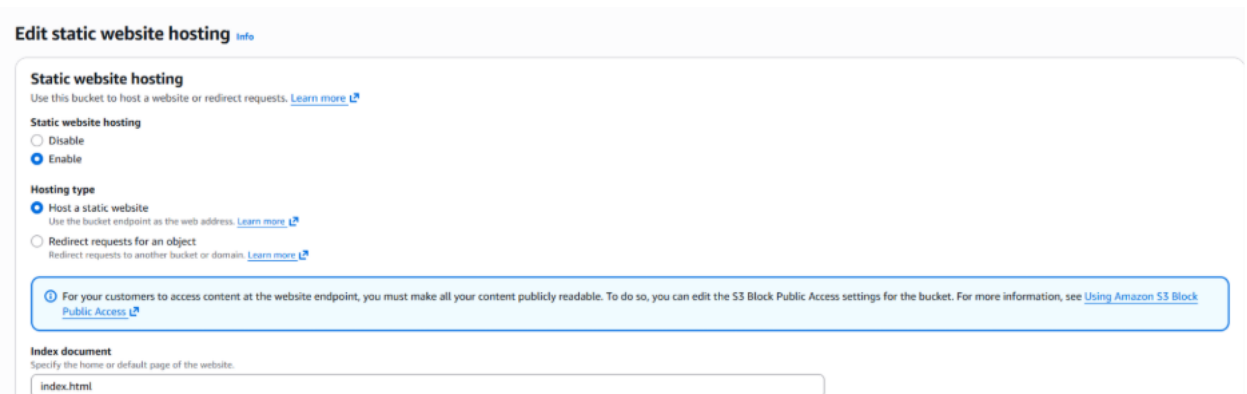 Edit static website hosting Info
Static website hosting
Use this bucket to host a website or redirect requests. Learn more
Static website hosting
Disable
Enable
Hosting type
Host a static website
Use the bucket endpoint as the web address. Learn more
Redirect requests for an object
Redirect requests to another bucket or domain. Learn more
For your customers to access content at the website endpoint, you must make all your content publicly readable. To do so, you can edit the S3 Block Public Access settings for the bucket. For more information, see Using Amazon S3 Block
Public Access
Index document
Specify the home or default page of the website.
index.html